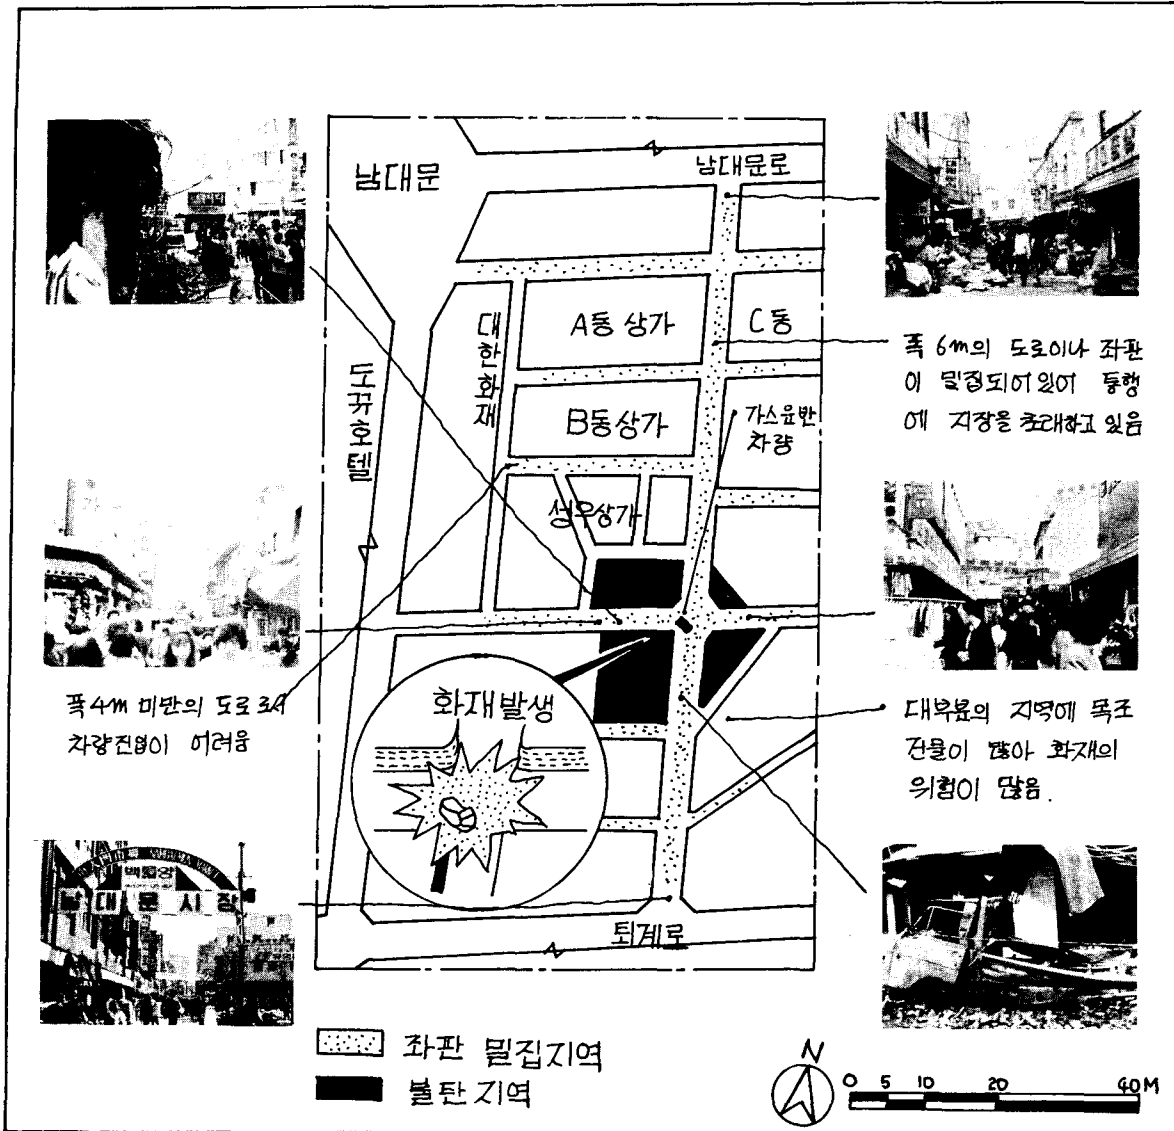 남대문
남대문로
A동 상가
C동
대한화재
도뀨호텔
B동상가
가스운반
차량
성우상가
폭 6m의 도로이나 좌판
이 밀집되어있어 통행
에 지장을 초래하고 있음
폭 4m 미만의 도로로서
차량진입이 어려움
대부분의 지역에 목조
건물이 많아 화재의
위험이 많음.
화재발생
남대문시장
퇴계로
좌판 밀집지역
불탄 지역
N
0 5 10 20 40M